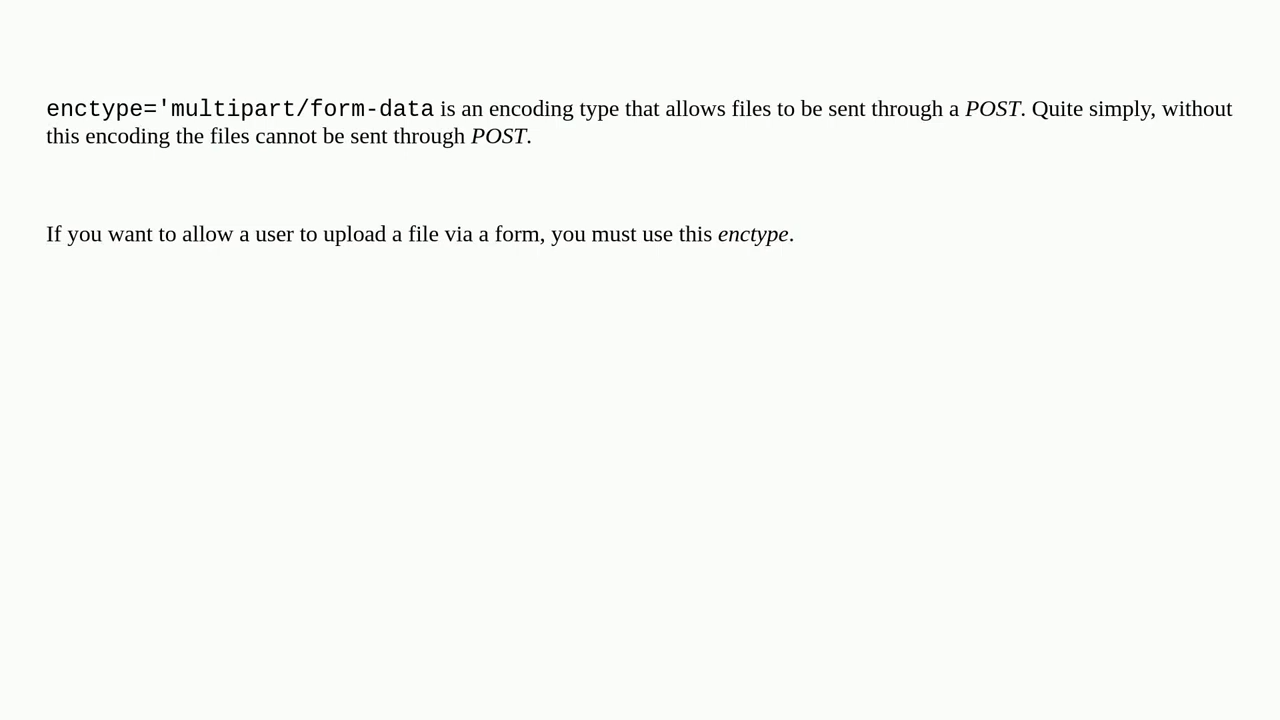 enctype='multipart/form-data is an encoding type that allows files to be sent through a POST. Quite simply, without
this encoding the files cannot be sent through POST.
If you want to allow a user to upload a file via a form, you must use this enctype.